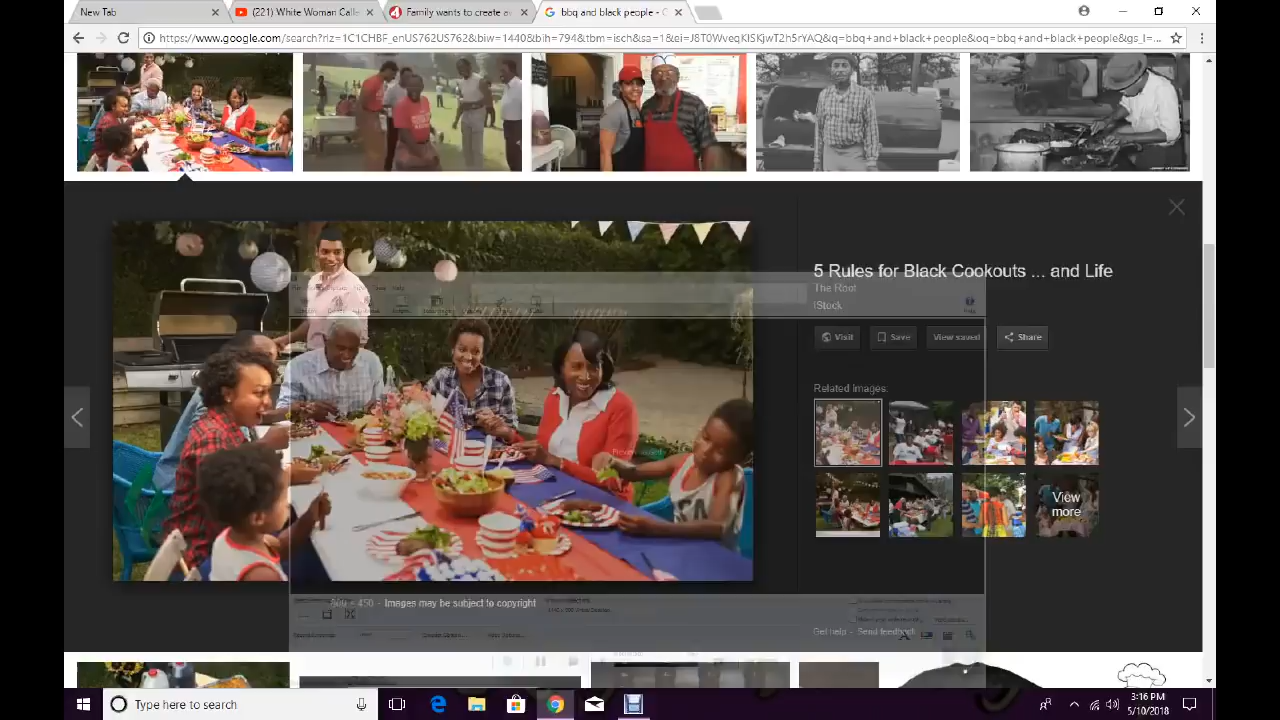 New Tab
(221) White Woman Calle
Family wants to create a
bbq and black people - G
https://www.google.com/search?rlz=1C1CHBF_enUS762US762&biw=1440&bih=794&tbm=isch&sa=1&ei=J8T0WveqKISKjwT2h5rYAQ&q=bbq+and+black+people&oq=bbq+and+black+people&gs_l=...
5 Rules for Black Cookouts ... and Life
The Root
iStock
Visit
Save
View saved
Share
Related Images:
View
more
Images may be subject to copyright
Get help - Send feedback
Type here to search
3:16 PM
5/10/2018